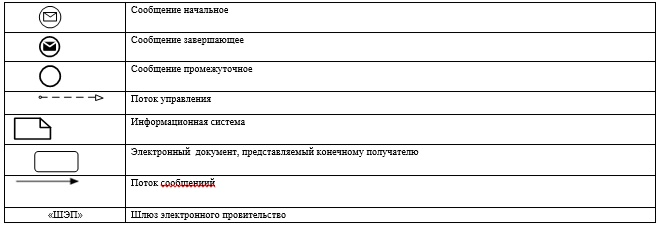 Сообщение начальное
Сообщение завершающее
Сообщение промежуточное
Поток управления
Информационная система
Электронный документ, представляемый конечному получателю
Поток сообщениий
«ШЭП» Шлюз электронного провительство